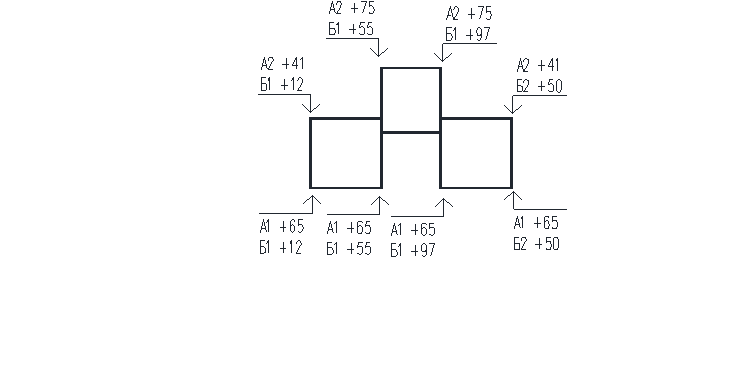 А2 +75
Б1 +55
А2 +75
Б1 +97
А2 +41
Б1 +12
А2 +41
Б2 +50
А1 +65
Б1 +12
А1 +65
Б1 +55
А1 +65
Б1 +97
А1 +65
Б2 +50